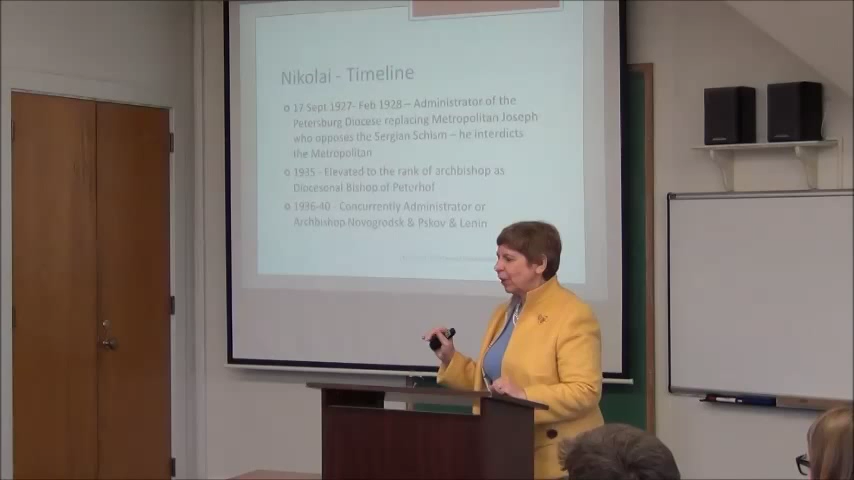 Nikolai - Timeline
17 Sept 1927- Feb 1928 – Administrator of the
Petersburg Diocese replacing Metropolitan Joseph
who opposes the Sergian Schism – he interdicts
the Metropolitan
1935 - Elevated to the rank of archbishop as
Diocesenal Bishop of Peterhof
1936-40 - Concurrently Administrator or
Archbishop Novogrodsk & Pskov & Lenin